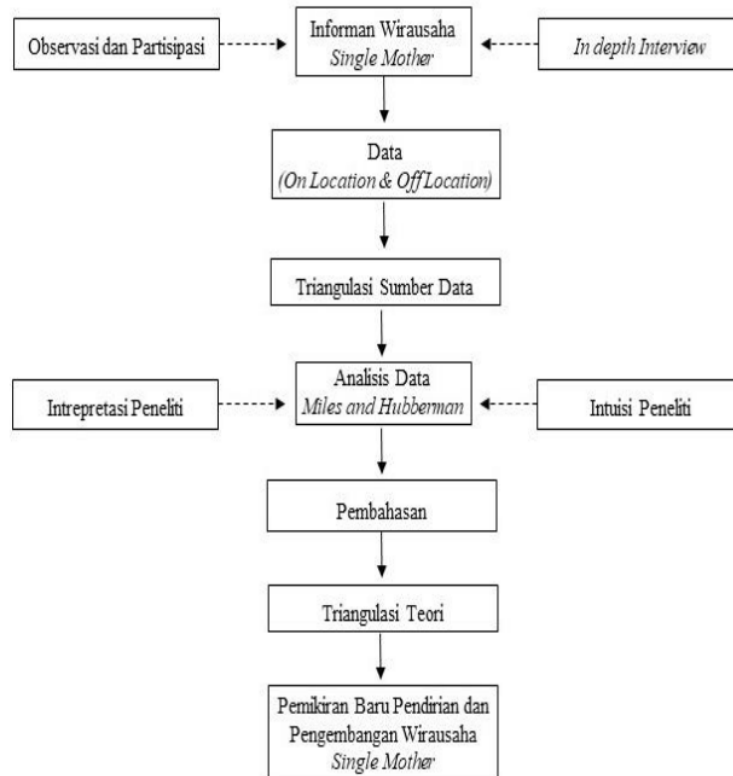 Observasi dan Partisipasi
Informan Wirausaha
Single Mother
In depth Interview
Data
(On Location & Off Location)
Triangulasi Sumber Data
Intrepretasi Peneliti
Analisis Data
Miles and Hubberman
Intuisi Peneliti
Pembahasan
Triangulasi Teori
Pemikiran Baru Pendirian dan
Pengembangan Wirausaha
Single Mother